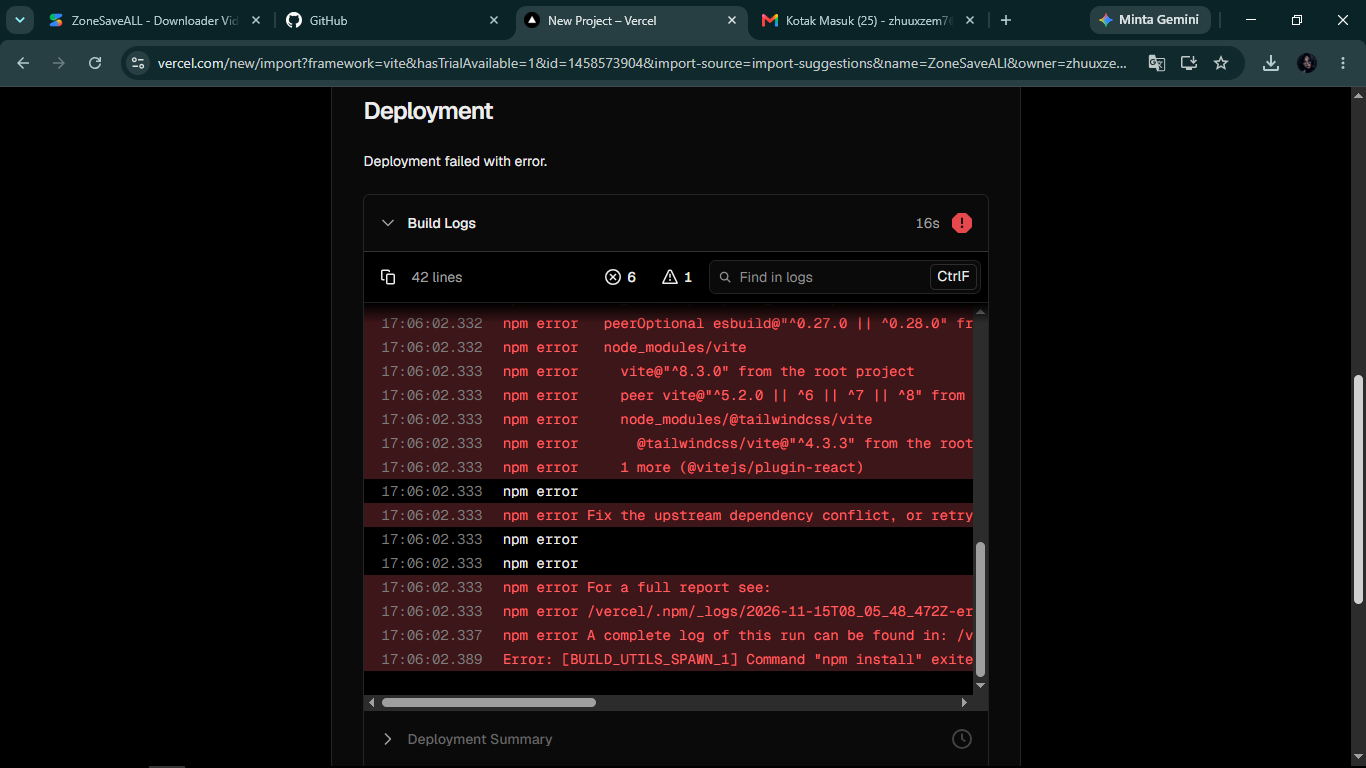 ZoneSaveALL - Downloader Vid
GitHub
New Project – Vercel
Kotak Masuk (25) - zhuuxzem7
Minta Gemini
vercel.com/new/import?framework=vite&hasTrialAvailable=1&id=1458573904&import-source=import-suggestions&name=ZoneSaveALl&owner=zhuuxze...
Deployment
Deployment failed with error.
Build Logs
16s
42 lines
6
1
Find in logs
CtrlF
17:06:02.332 npm error peerOptional esbuild@"^0.27.0 || ^0.28.0" fr
17:06:02.332 npm error node_modules/vite
17:06:02.333 npm error vite@"^8.3.0" from the root project
17:06:02.333 npm error peer vite@"^5.2.0 || ^6 || ^7 || ^8" from
17:06:02.333 npm error node_modules/@tailwindcss/vite
17:06:02.333 npm error @tailwindcss/vite@"^4.3.3" from the root
17:06:02.333 npm error 1 more (@vitejs/plugin-react)
17:06:02.333 npm error
17:06:02.333 npm error Fix the upstream dependency conflict, or retry
17:06:02.333 npm error
17:06:02.333 npm error
17:06:02.333 npm error For a full report see:
17:06:02.333 npm error /vercel/.npm/_logs/2026-11-15T08_05_48_472Z-er
17:06:02.337 npm error A complete log of this run can be found in: /v
17:06:02.389 Error: [BUILD_UTILS_SPAWN_1] Command "npm install" exite
Deployment Summary